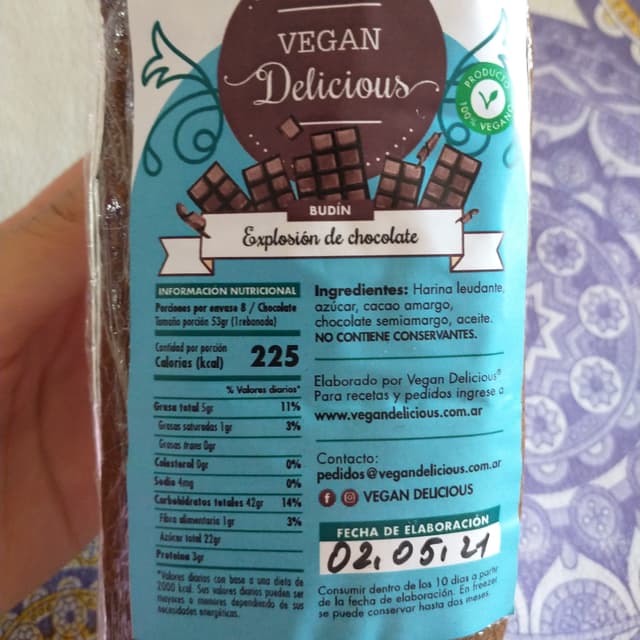 VEGAN
Delicious
PRODUCTO
100% VEGANO
BUDÍN
Explosión de chocolate
INFORMACIÓN NUTRICIONAL
Porciones por envase 8 / Chocolate
Tamaño porción 53gr (1rebanada)
Cantidad por porción
Calorías (kcal) 225
% Valores diarios*
Grasa total 5gr 11%
Grasas saturadas 1gr 3%
Grasas trans 0gr
Colesterol 0gr 0%
Sodio 4mg 0%
Carbohidratos totales 42gr 14%
Fibra alimentaria 1gr 3%
Azúcar total 22gr
Proteína 3gr
*Valores diarios con base a una dieta de
2000 kcal. Sus valores diarios pueden ser
mayores o menores dependiendo de sus
necesidades energéticas.
Ingredientes: Harina leudante,
azúcar, cacao amargo,
chocolate semiamargo, aceite.
NO CONTIENE CONSERVANTES.
Elaborado por Vegan Delicious®
Para recetas y pedidos ingrese a
www.vegandelicious.com.ar
Contacto:
pedidos@vegandelicious.com.ar
VEGAN DELICIOUS
FECHA DE ELABORACIÓN
02.05.21
Consumir dentro de los 10 días a partir
de la fecha de elaboración. En freezer
se puede conservar hasta dos meses.